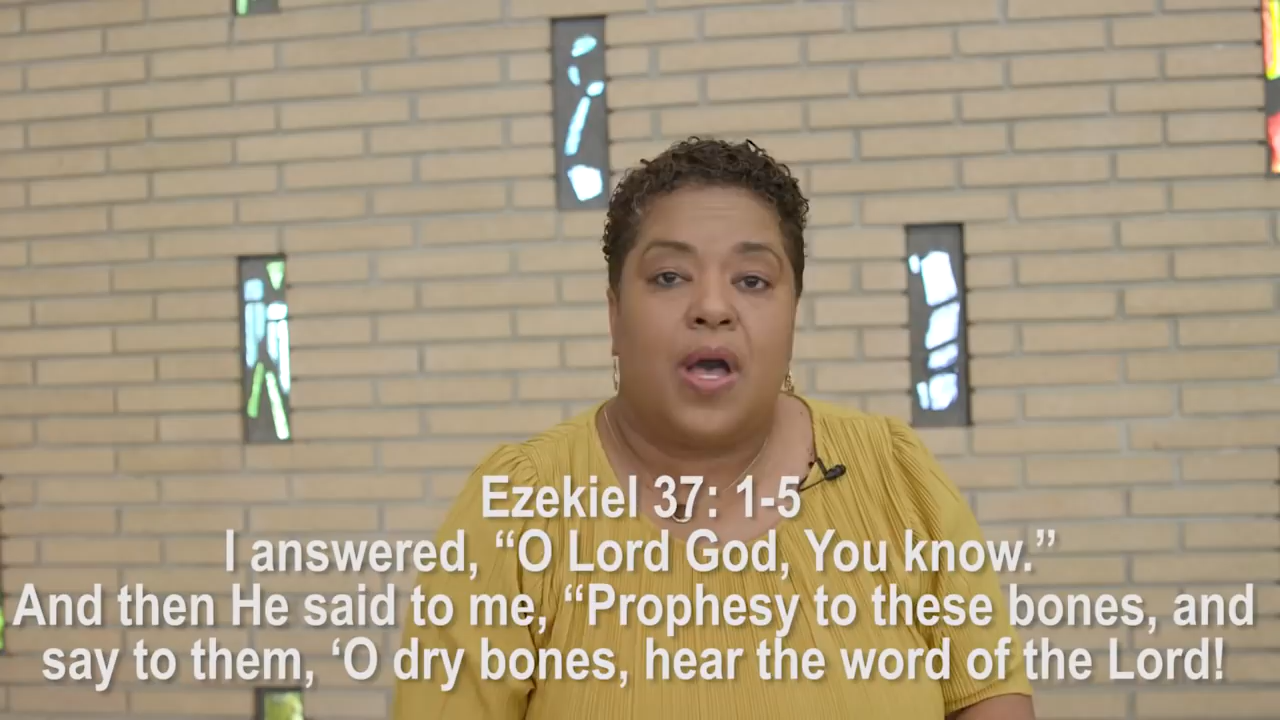 Ezekiel 37: 1-5
I answered, “O Lord God, You know.”
And then He said to me, “Prophesy to these bones, and
say to them, ‘O dry bones, hear the word of the Lord!